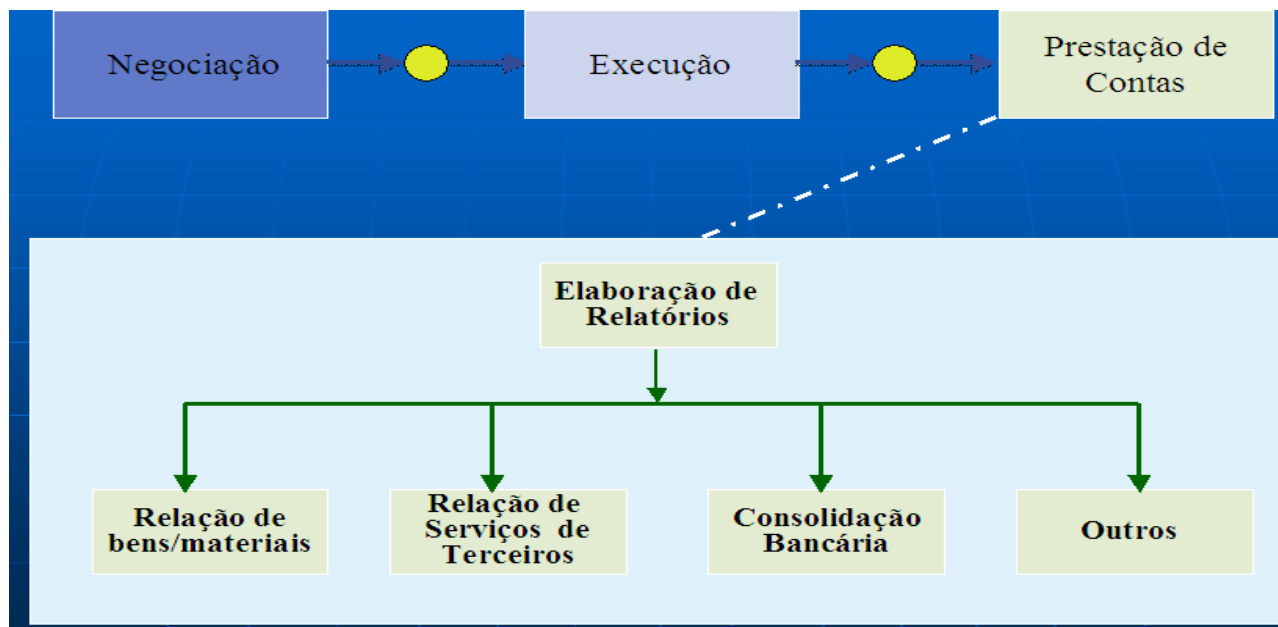 Negociação
Execução
Prestação de
Contas
Elaboração de
Relatórios
Relação de
bens/materiais
Relação de
Serviços de
Terceiros
Consolidação
Bancária
Outros